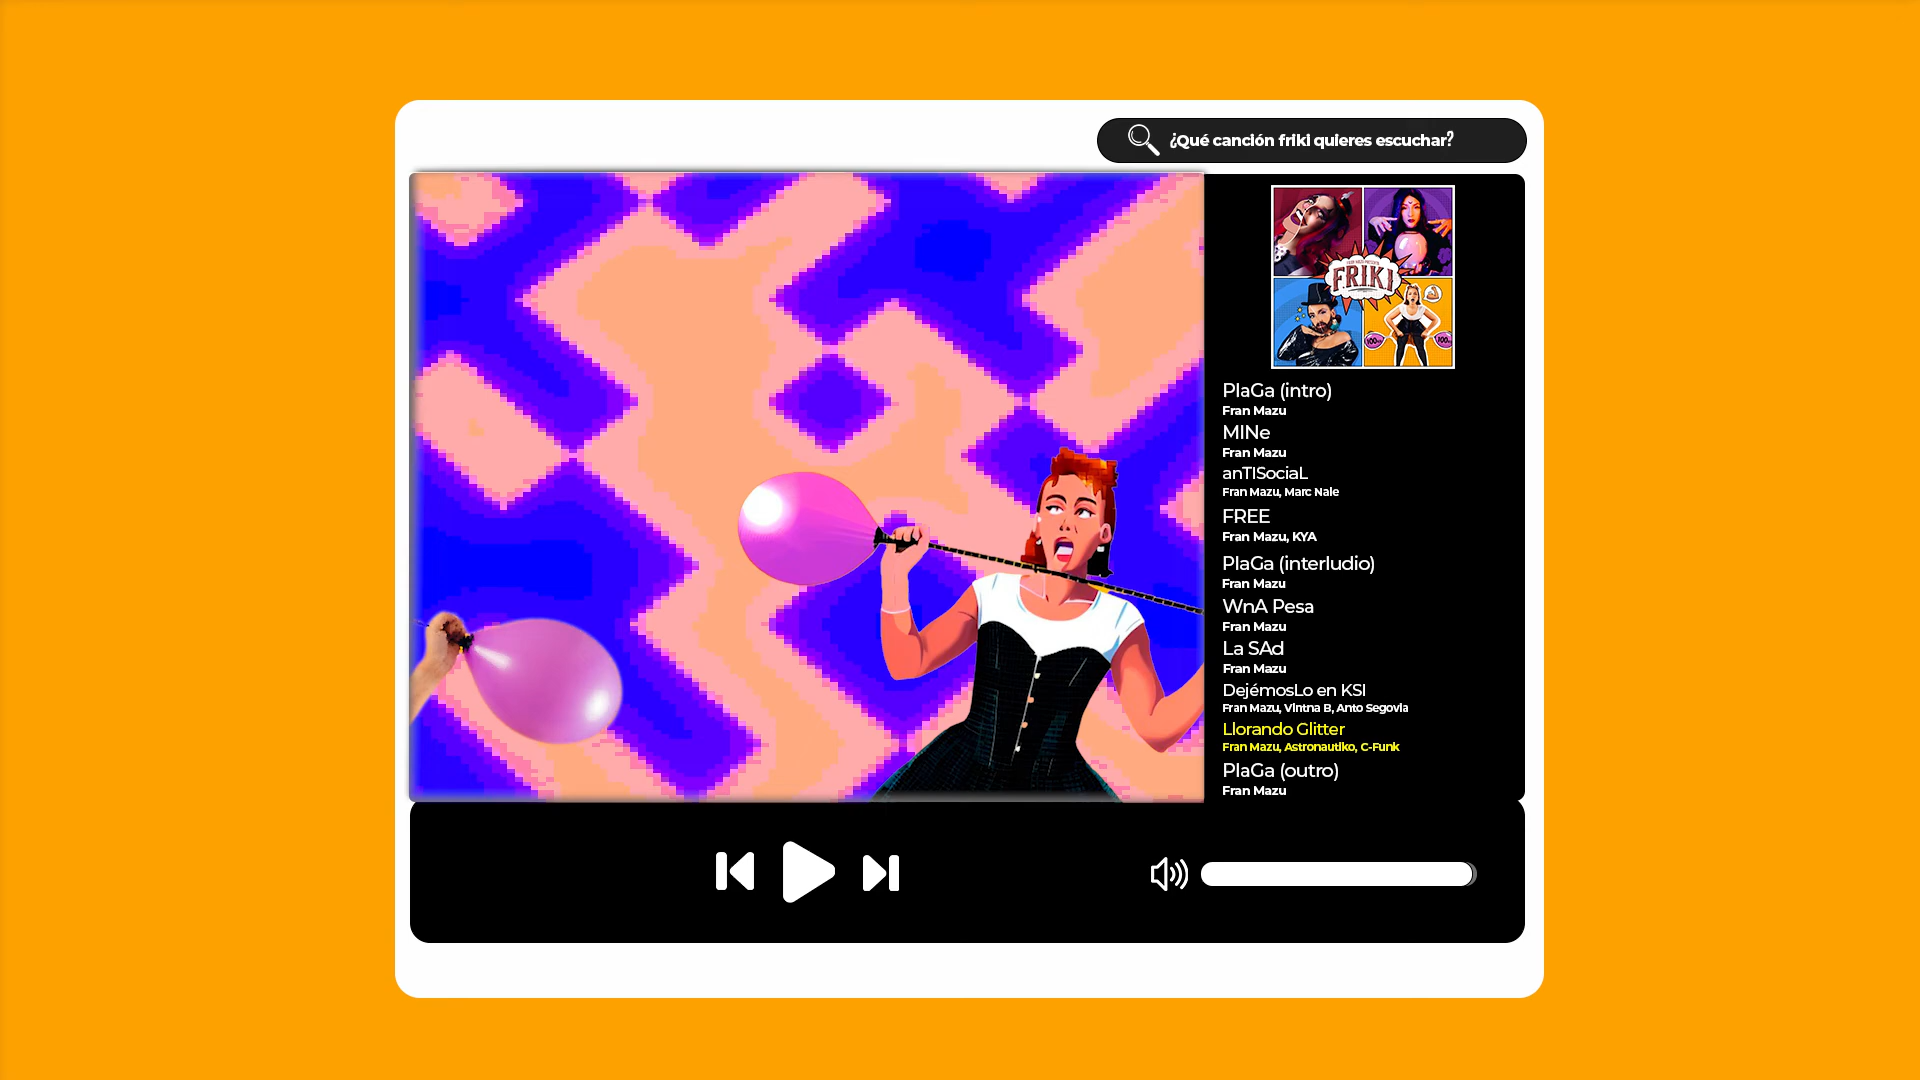 ¿Qué canción friki quieres escuchar?
FRIKI
100%
100%
PlaGa (intro)
Fran Mazu
MINe
Fran Mazu
anTISociaL
Fran Mazu, Marc Nale
FREE
Fran Mazu, KYA
PlaGa (interludio)
Fran Mazu
WnA Pesa
Fran Mazu
La SAd
Fran Mazu
DejémosLo en KSI
Fran Mazu, Vintna B, Anto Segovia
Llorando Glitter
Fran Mazu, Astronautiko, C-Funk
PlaGa (outro)
Fran Mazu